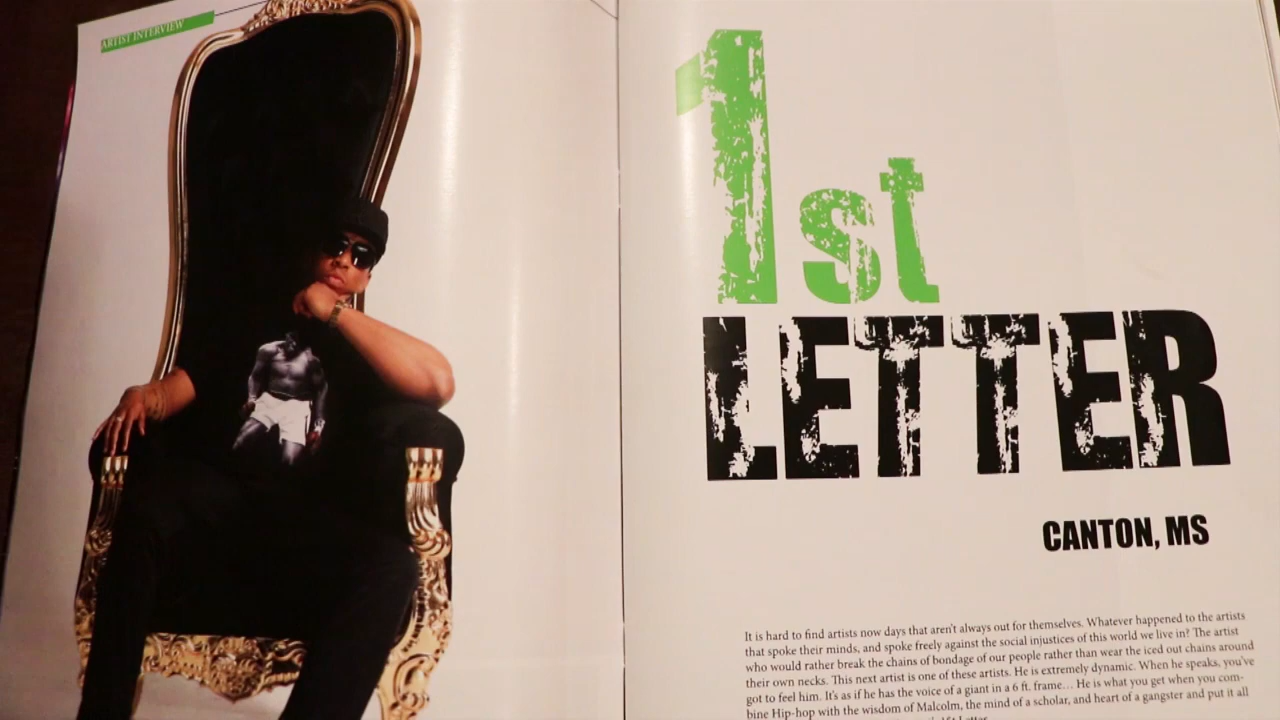 ARTIST INTERVIEW
1st
LETTER
CANTON, MS
It is hard to find artists now days that aren't always out for themselves. Whatever happened to the artists
that spoke their minds, and spoke freely against the social injustices of this world we live in? The artist
who would rather break the chains of bondage of our people rather than wear the iced out chains around
their own necks. This next artist is one of these artists. He is extremely dynamic. When he speaks, you've
got to feel him. It's as if he has the voice of a giant in a 6 ft. frame... He is what you get when you com-
bine Hip-hop with the wisdom of Malcolm, the mind of a scholar, and heart of a gangster and put it all
1st Letter